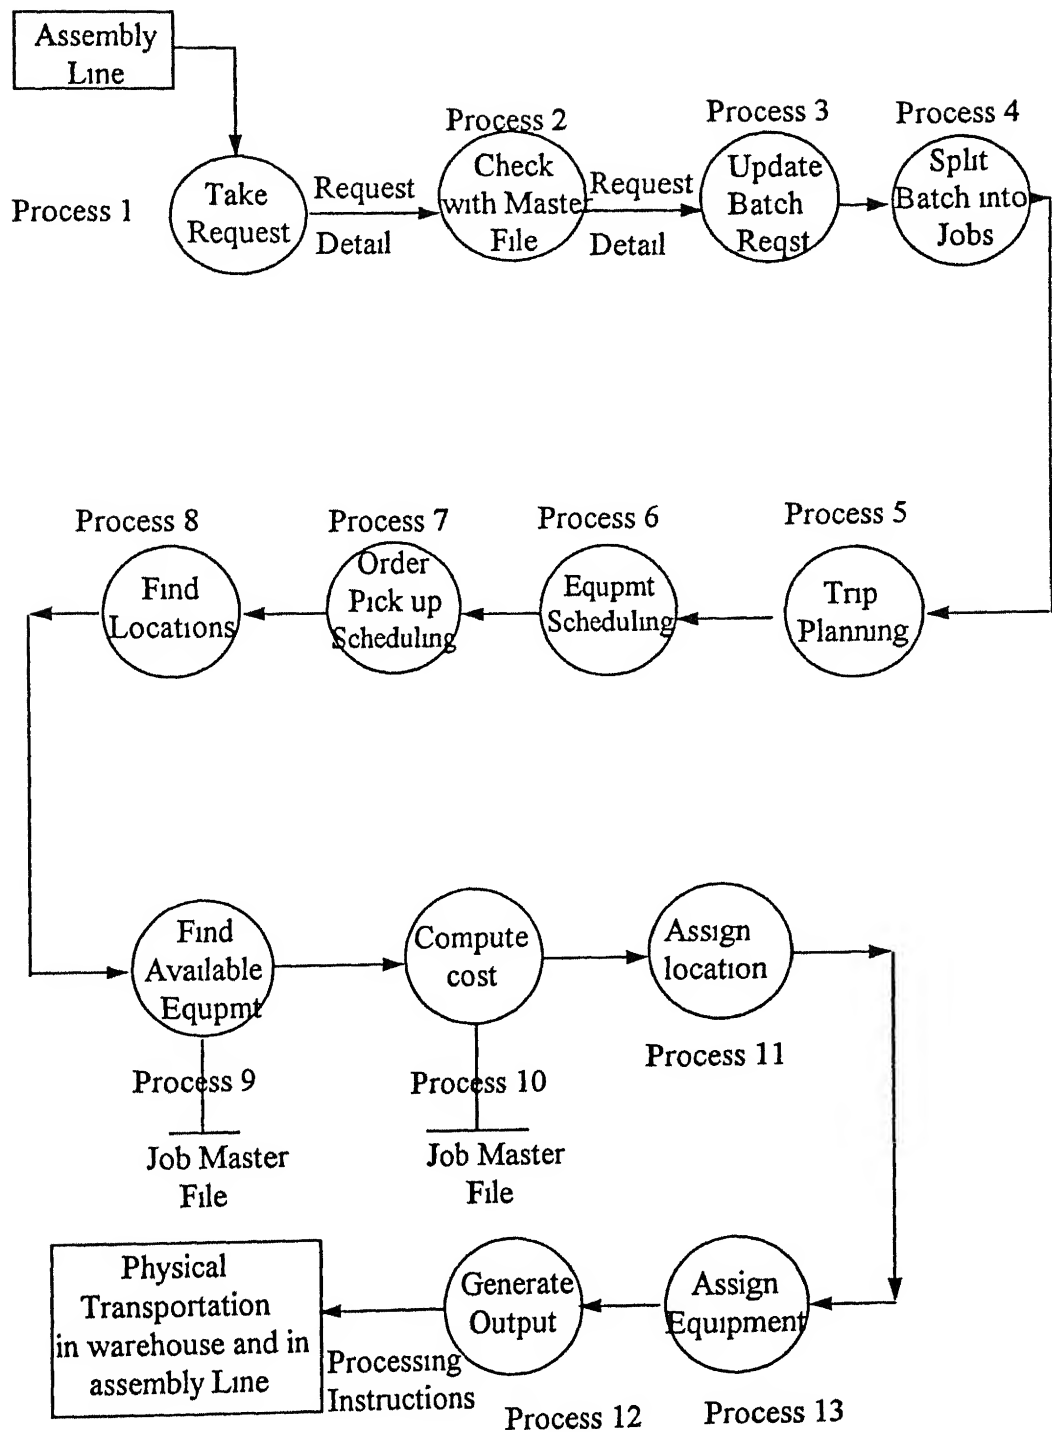 Assembly
Line
Process 1
Take
Request
Request
Detail
Process 2
Check
with Master
File
Request
Detail
Process 3
Update
Batch
Reqst
Process 4
Split
Batch into
Jobs
Process 8
Find
Locations
Process 7
Order
Pick up
Scheduling
Process 6
Equpmt
Scheduling
Process 5
Trip
Planning
Find
Available
Equpmt
Process 9
Job Master
File
Compute
cost
Process 10
Job Master
File
Assign
location
Process 11
Physical
Transportation
in warehouse and in
assembly Line
Processing
Instructions
Generate
Output
Process 12
Assign
Equipment
Process 13